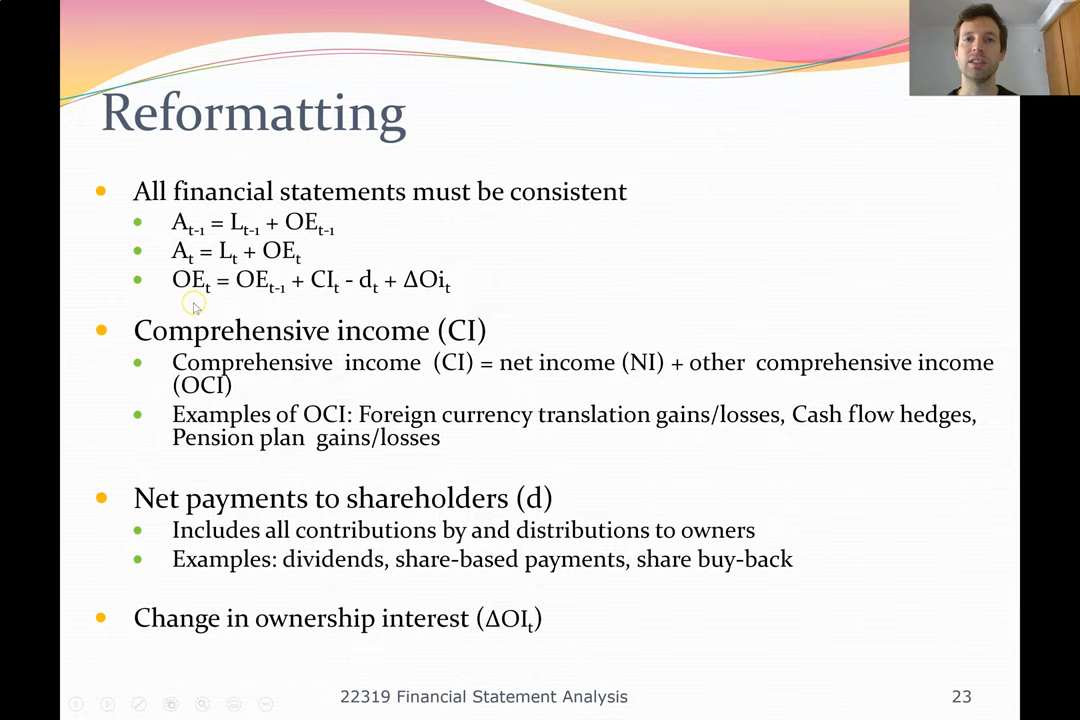 Reformatting
All financial statements must be consistent
Aₜ₋₁ = Lₜ₋₁ + OEₜ₋₁
Aₜ = Lₜ + OEₜ
OEₜ = OEₜ₋₁ + CIₜ - dₜ + ΔOiₜ
Comprehensive income (CI)
Comprehensive income (CI) = net income (NI) + other comprehensive income
(OCI)
Examples of OCI: Foreign currency translation gains/losses, Cash flow hedges,
Pension plan gains/losses
Net payments to shareholders (d)
Includes all contributions by and distributions to owners
Examples: dividends, share-based payments, share buy-back
Change in ownership interest (ΔOIₜ)
22319 Financial Statement Analysis
23